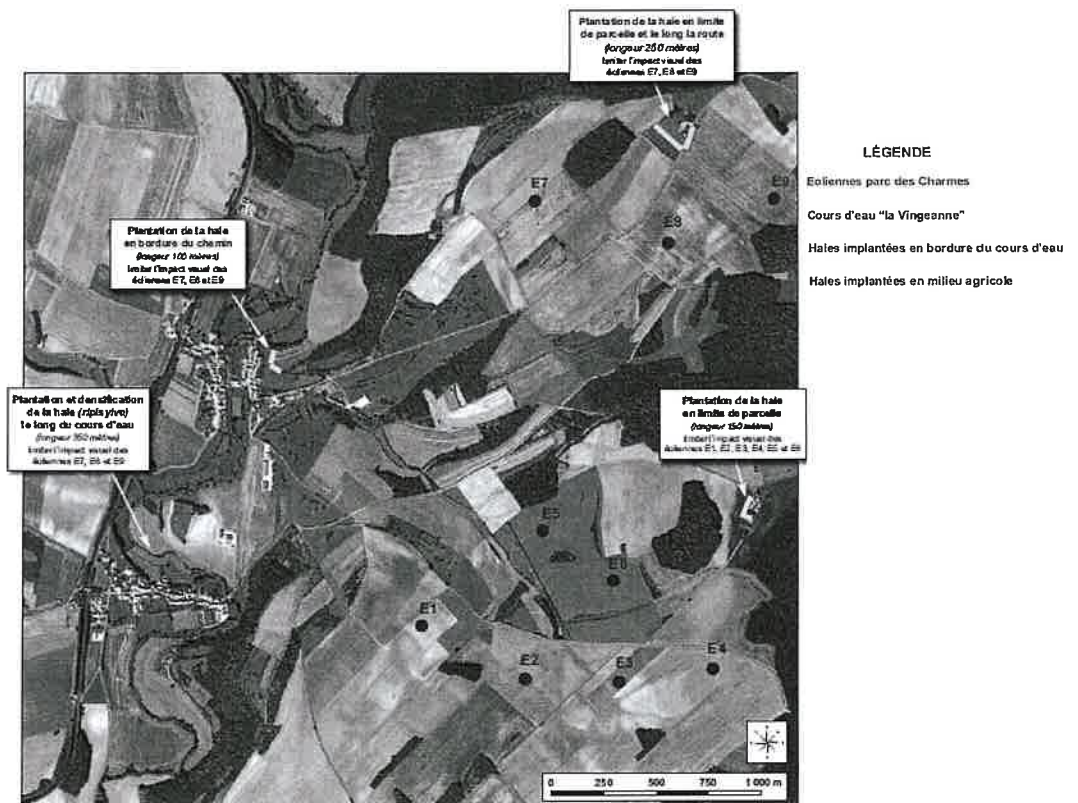 Plantation de la haie en limite
de parcelle et le long la route
(longeur 250 mètres)
limiter l'impact visuel des
éoliennes E7, E8 et E9
LÉGENDE
Eoliennes parc des Charmes
Cours d'eau "la Vingeanne"
Haies implantées en bordure du cours d'eau
Haies implantées en milieu agricole
E7
E9
E8
Plantation de la haie
en bordure du chemin
(longeur 100 mètres)
limiter l'impact visuel des
éoliennes E7, E8 et E9
Plantation et densification
de la haie (ripisylve)
le long du cours d'eau
(longeur 350 mètres)
limiter l'impact visuel des
éoliennes E7, E8 et E9
Plantation de la haie
en limite de parcelle
(longeur 150 mètres)
limiter l'impact visuel des
éoliennes E1, E2, E3, E4, E5 et E6
E5
E6
E1
E2
E3
E4
0 250 500 750 1 000 m